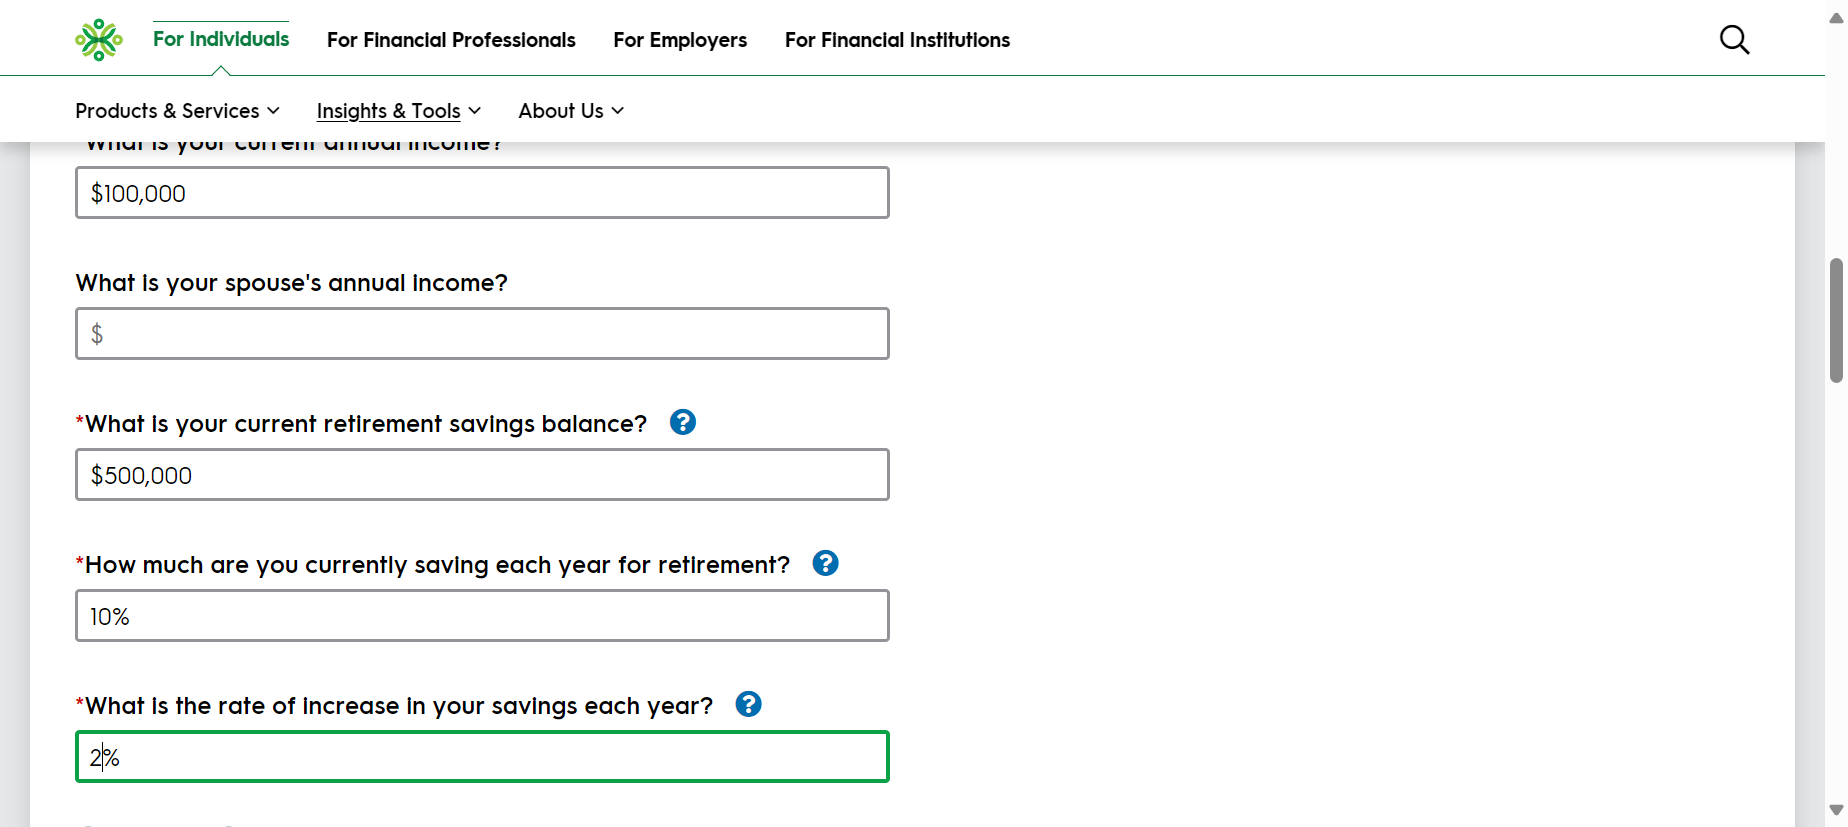 For Individuals
For Financial Professionals
For Employers
For Financial Institutions
Products & Services
Insights & Tools
About Us
What is your current annual income?
$100,000
What is your spouse's annual income?
$
*What is your current retirement savings balance?
?
$500,000
*How much are you currently saving each year for retirement?
?
10%
*What is the rate of increase in your savings each year?
?
2%